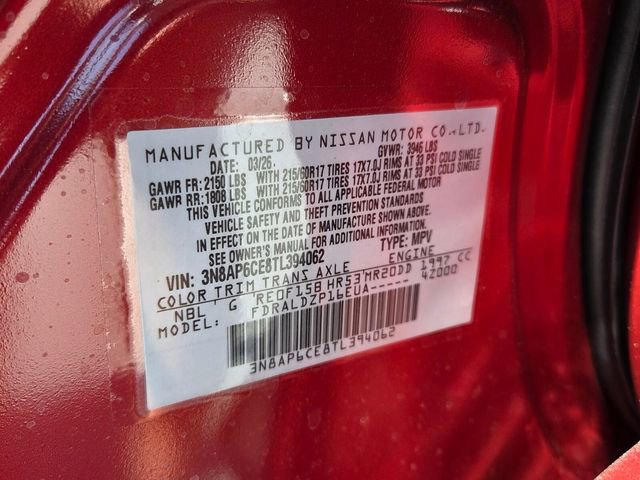 MANUFACTURED BY NISSAN MOTOR CO., LTD.
DATE: 03/26. GVWR: 3946 LBS
GAWR FR: 2150 LBS WITH 215/60R17 TIRES 17X7.0J RIMS AT 33 PSI COLD SINGLE
GAWR RR: 1808 LBS WITH 215/60R17 TIRES 17X7.0J RIMS AT 33 PSI COLD SINGLE
THIS VEHICLE CONFORMS TO ALL APPLICABLE FEDERAL MOTOR
VEHICLE SAFETY AND THEFT PREVENTION STANDARDS
IN EFFECT ON THE DATE OF MANUFACTURE SHOWN ABOVE.
SEE OWNER'S MANUAL FOR ADDITIONAL INFORMATION.
VIN: 3N8AP6CE8TL394062 TYPE: MPV
COLOR TRIM TRANS AXLE ENGINE
NBL G RE0F15B HR53 MR20DD 1997 CC
MODEL: FDRALDZP16EUA----- 4Z000
3N8AP6CE8TL394062